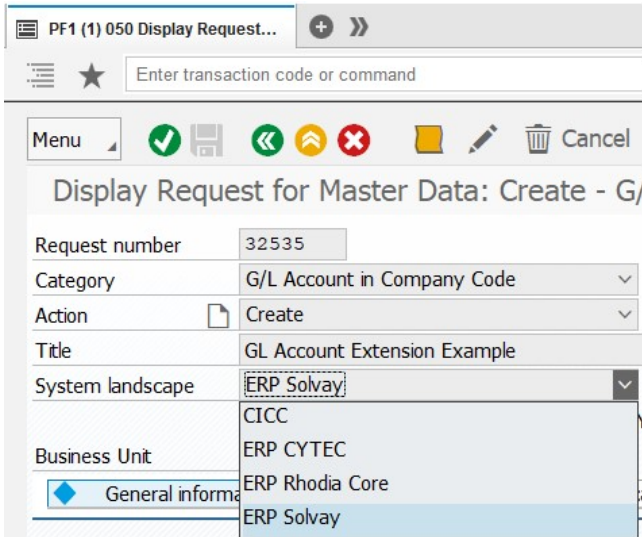 PF1 (1) 050 Display Request...
Enter transaction code or command
Menu
Cancel
Display Request for Master Data: Create - G/
Request number 32535
Category G/L Account in Company Code
Action Create
Title GL Account Extension Example
System landscape ERP Solvay
CICC
ERP CYTEC
Business Unit
ERP Rhodia Core
General informa
ERP Solvay